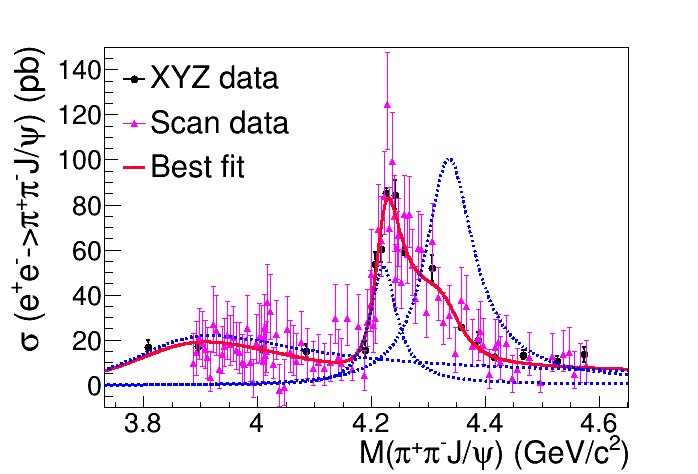 σ (e⁺e⁻->π⁺π⁻J/ψ) (pb)
140
120
100
80
60
40
20
0
XYZ data
Scan data
Best fit
3.8 4 4.2 4.4 4.6
M(π⁺π⁻J/ψ) (GeV/c²)